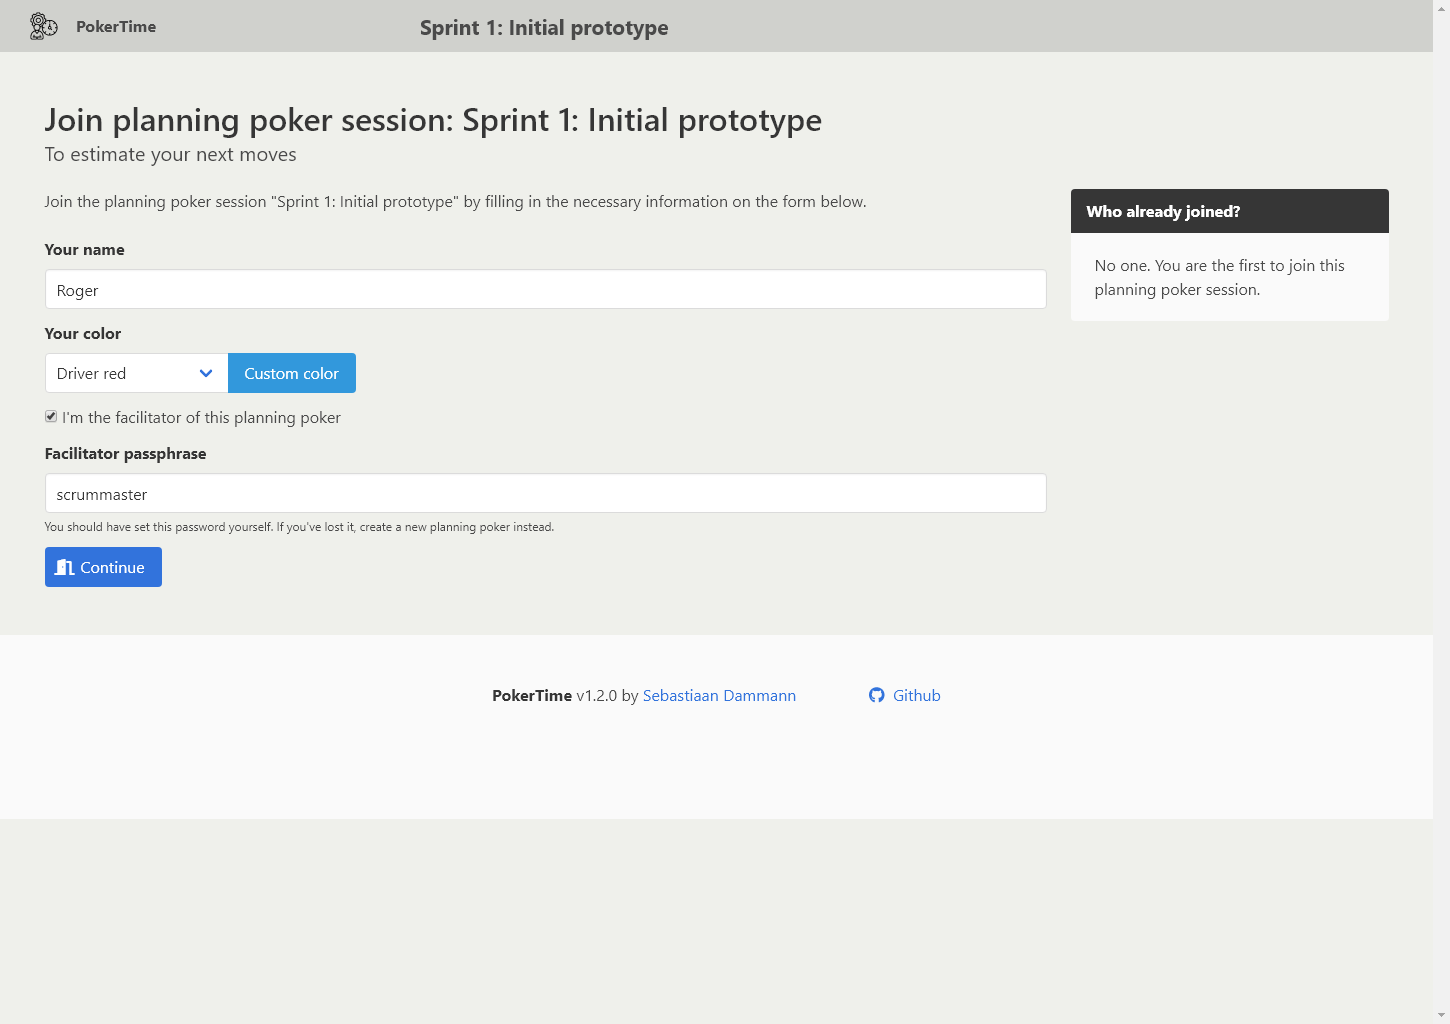 PokerTime
Sprint 1: Initial prototype
Join planning poker session: Sprint 1: Initial prototype
To estimate your next moves
Join the planning poker session "Sprint 1: Initial prototype" by filling in the necessary information on the form below.
Your name
Roger
Your color
Driver red
Custom color
I'm the facilitator of this planning poker
Facilitator passphrase
scrummaster
You should have set this password yourself. If you've lost it, create a new planning poker instead.
Continue
Who already joined?
No one. You are the first to join this
planning poker session.
PokerTime v1.2.0 by Sebastiaan Dammann
Github